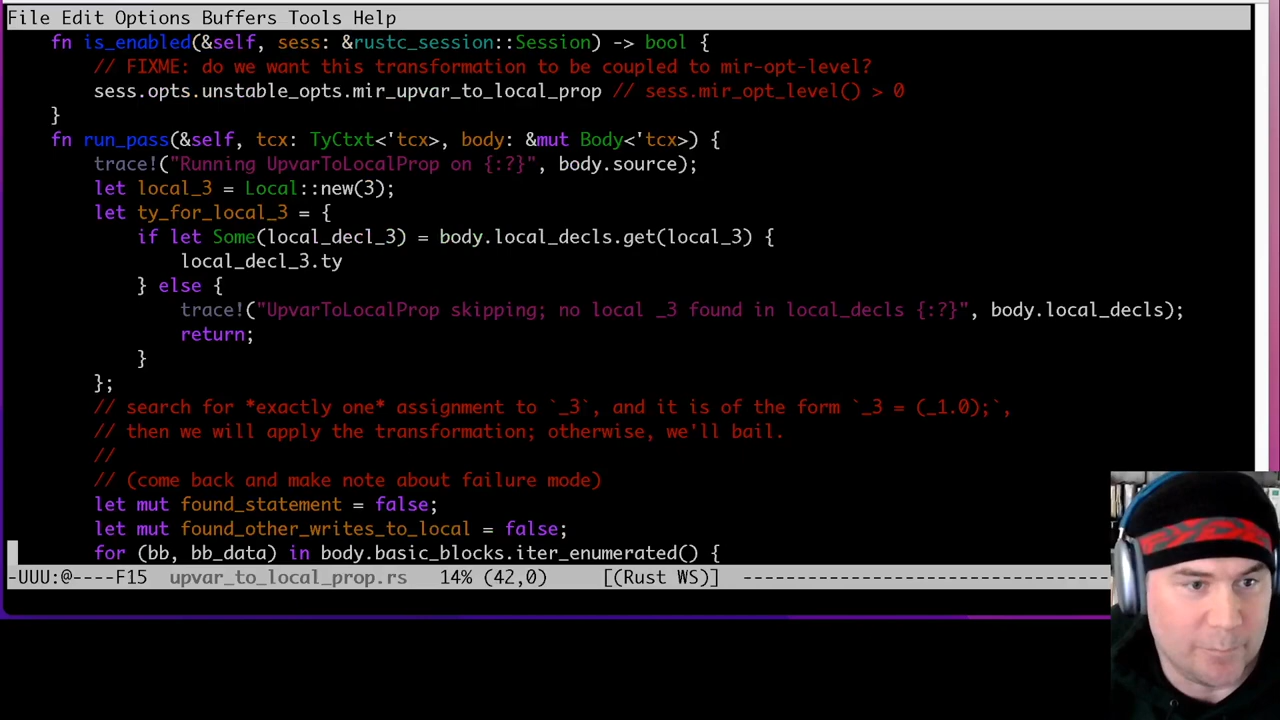 File Edit Options Buffers Tools Help
fn is_enabled(&self, sess: &rustc_session::Session) -> bool {
// FIXME: do we want this transformation to be coupled to mir-opt-level?
sess.opts.unstable_opts.mir_upvar_to_local_prop // sess.mir_opt_level() > 0
}
fn run_pass(&self, tcx: TyCtxt<'tcx>, body: &mut Body<'tcx>) {
trace!("Running UpvarToLocalProp on {:?}", body.source);
let local_3 = Local::new(3);
let ty_for_local_3 = {
if let Some(local_decl_3) = body.local_decls.get(local_3) {
local_decl_3.ty
} else {
trace!("UpvarToLocalProp skipping; no local _3 found in local_decls {:?}", body.local_decls);
return;
}
};
// search for *exactly one* assignment to `_3`, and it is of the form `_3 = (_1.0);`,
// then we will apply the transformation; otherwise, we'll bail.
//
// (come back and make note about failure mode)
let mut found_statement = false;
let mut found_other_writes_to_local = false;
for (bb, bb_data) in body.basic_blocks.iter_enumerated() {
-UUU:@----F15 upvar_to_local_prop.rs 14% (42,0) [(Rust WS)] ----------------------------------